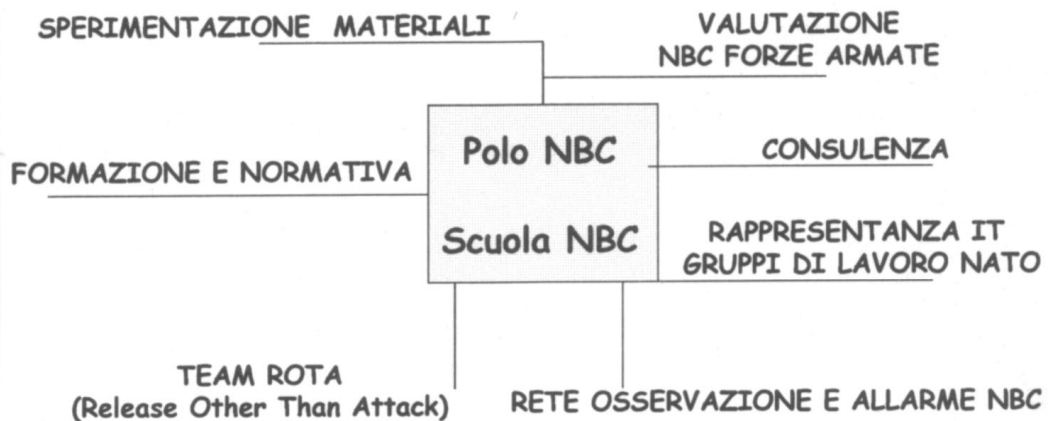 SPERIMENTAZIONE MATERIALI
VALUTAZIONE
NBC FORZE ARMATE
Polo NBC
CONSULENZA
FORMAZIONE E NORMATIVA
Scuola NBC
RAPPRESENTANZA IT
GRUPPI DI LAVORO NATO
TEAM ROTA
(Release Other Than Attack)
RETE OSSERVAZIONE E ALLARME NBC